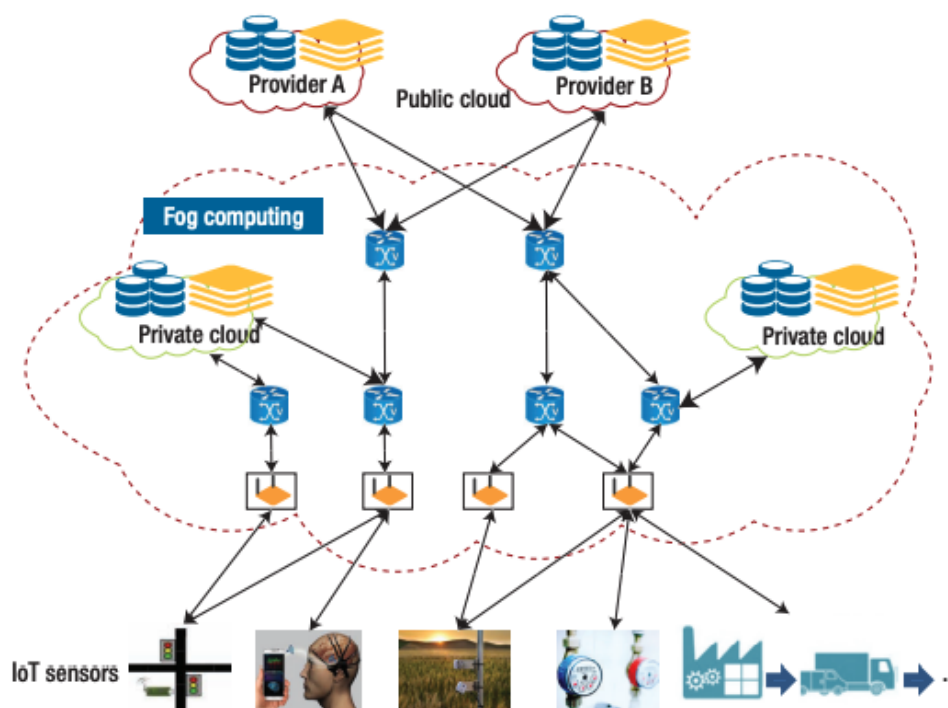 Provider A
Provider B
Public cloud
Fog computing
Private cloud
Private cloud
IoT sensors